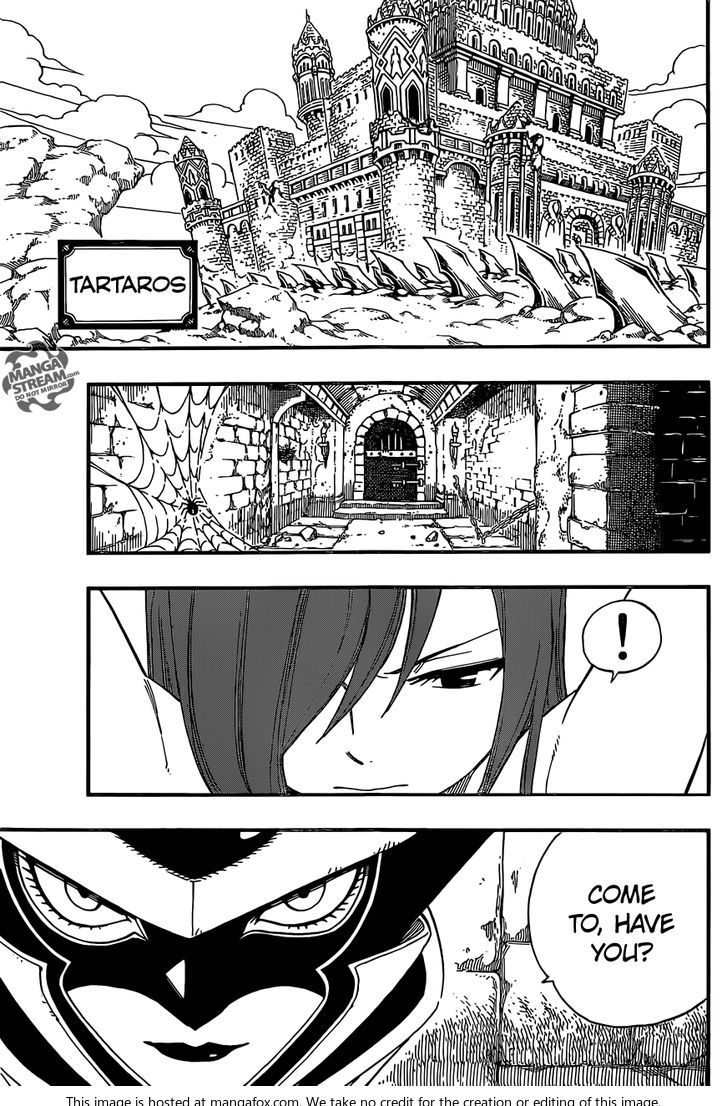 TARTAROS
MANGA
STREAM.com
DO NOT MIRROR
!
COME
TO, HAVE
YOU?
This image is hosted at mangafox.com. We take no credit for the creation or editing of this image.